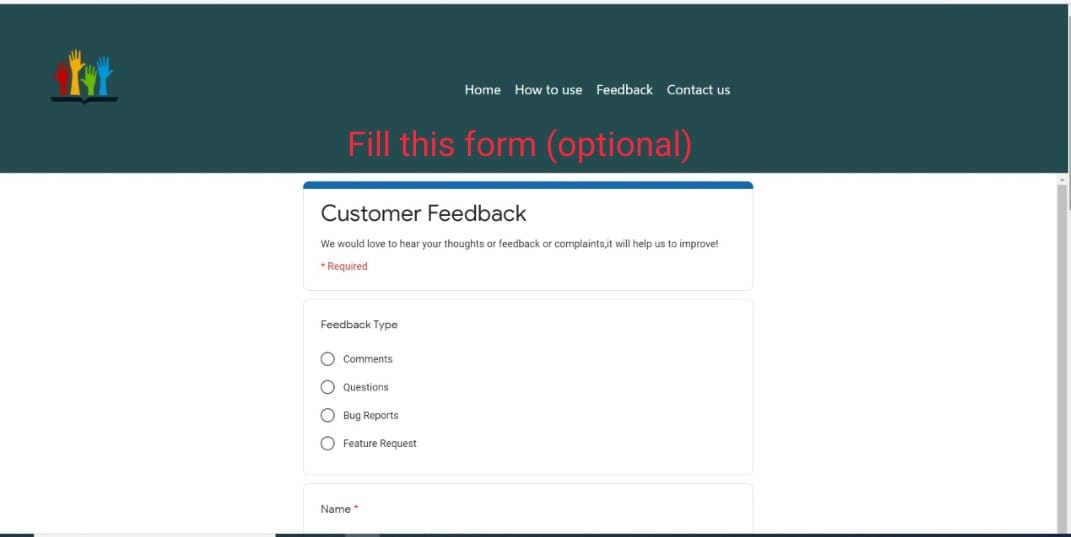 Home How to use Feedback Contact us
Fill this form (optional)
Customer Feedback
We would love to hear your thoughts or feedback or complaints,it will help us to improve!
* Required
Feedback Type
Comments
Questions
Bug Reports
Feature Request
Name *